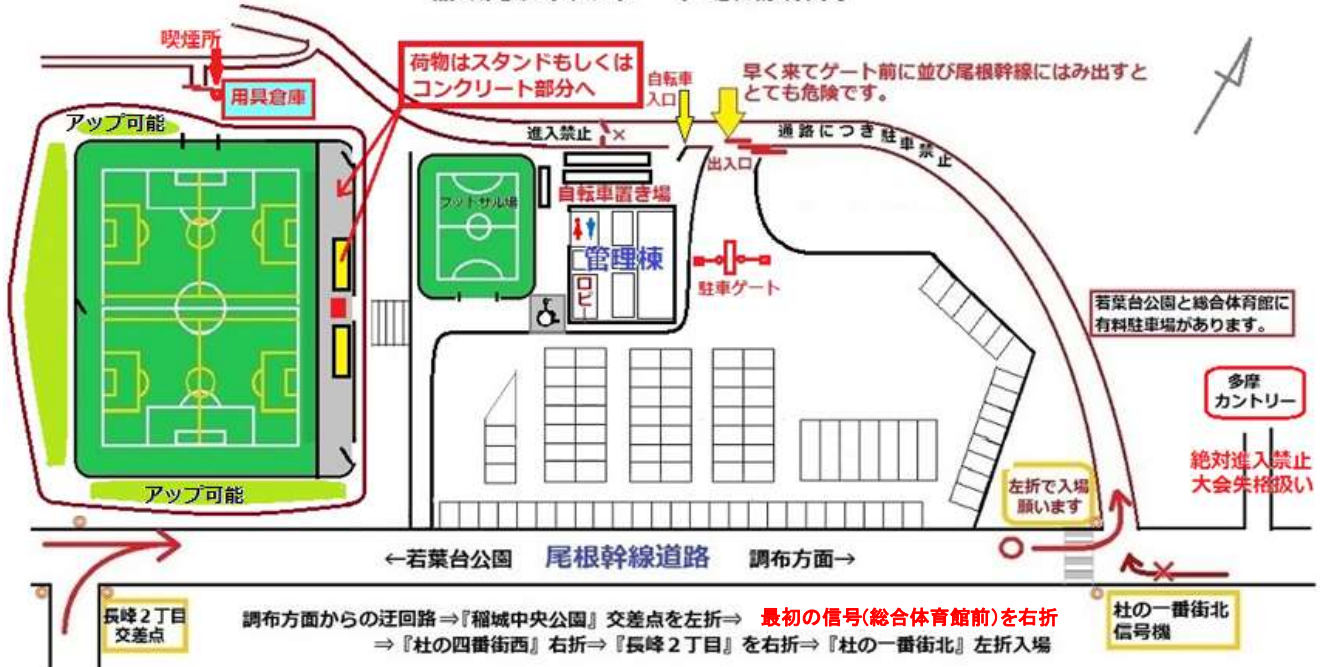 喫煙所
用具倉庫
荷物はスタンドもしくは
コンクリート部分へ
自転車
入口
早く来てゲート前に並び尾根幹線にはみ出すと
とても危険です。
アップ可能
進入禁止
×
通路につき駐車禁止
出入口
フットサル場
自転車置き場
管理棟
ロビー
駐車ゲート
若葉台公園と総合体育館に
有料駐車場があります。
多摩
カントリー
絶対進入禁止
大会失格扱い
左折で入場
願います
アップ可能
←若葉台公園 尾根幹線道路 調布方面→
長峰2丁目
交差点
調布方面からの迂回路⇒『稲城中央公園』交差点を左折⇒ 最初の信号(総合体育館前)を右折
⇒『杜の四番街西』右折⇒『長峰2丁目』を右折⇒『杜の一番街北』左折入場
杜の一番街北
信号機